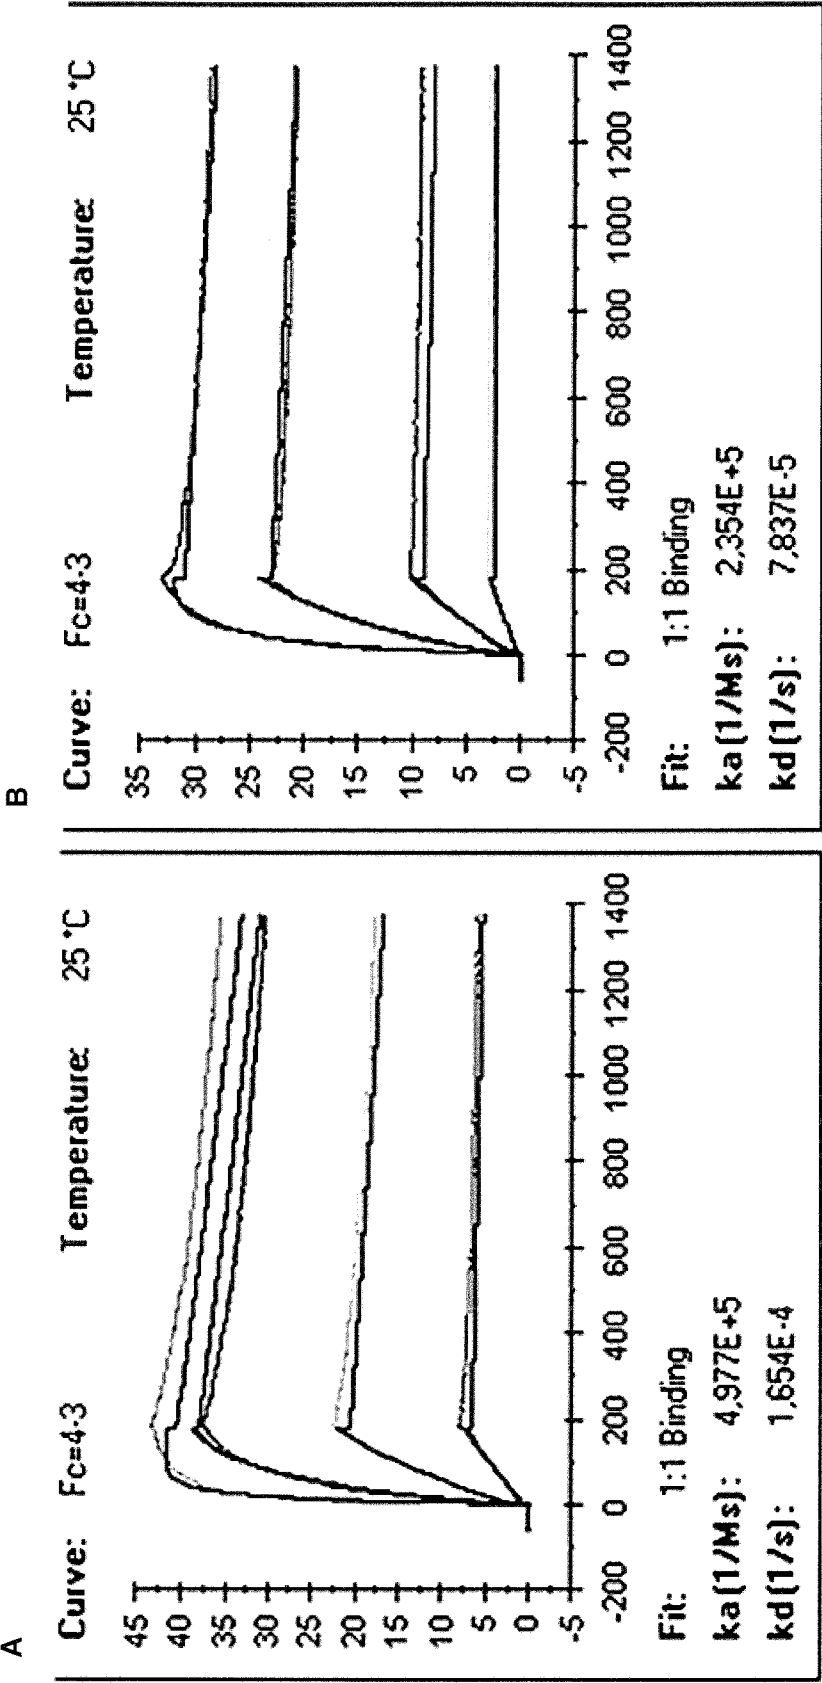 A
Curve: Fc=4-3 Temperature: 25 °C
45
40
35
30
25
20
15
10
5
0
-5
-200 0 200 400 600 800 1000 1200 1400
Fit: 1:1 Binding
ka (1/Ms): 4,977E+5
kd (1/s): 1,654E-4
B
Curve: Fc=4-3 Temperature: 25 °C
35
30
25
20
15
10
5
0
-5
-200 0 200 400 600 800 1000 1200 1400
Fit: 1:1 Binding
ka (1/Ms): 2,354E+5
kd (1/s): 7,837E-5